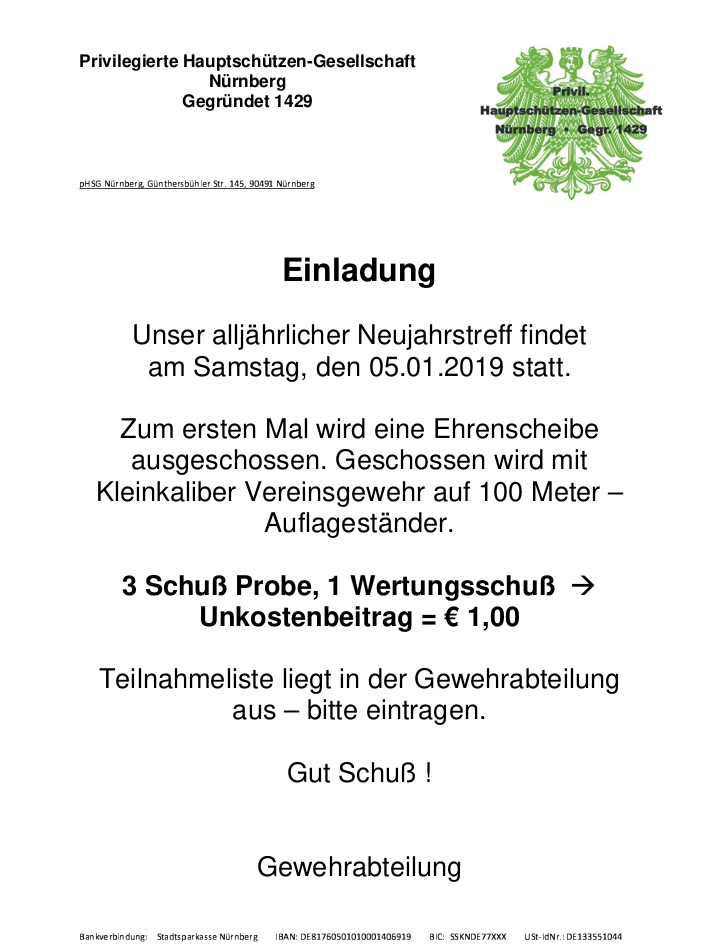 Privilegierte Hauptschützen-Gesellschaft
Nürnberg
Gegründet 1429
Privil.
Hauptschützen-Gesellschaft
Nürnberg • Gegr. 1429
pHSG Nürnberg, Günthersbühler Str. 145, 90491 Nürnberg
Einladung
Unser alljährlicher Neujahrstreff findet
am Samstag, den 05.01.2019 statt.
Zum ersten Mal wird eine Ehrenscheibe
ausgeschossen. Geschossen wird mit
Kleinkaliber Vereinsgewehr auf 100 Meter –
Auflageständer.
3 Schuß Probe, 1 Wertungsschuß →
Unkostenbeitrag = € 1,00
Teilnahmeliste liegt in der Gewehrabteilung
aus – bitte eintragen.
Gut Schuß !
Gewehrabteilung
Bankverbindung: Stadtsparkasse Nürnberg IBAN: DE81760501010001406919 BIC: SSKNDE77XXX USt-IdNr.: DE133551044